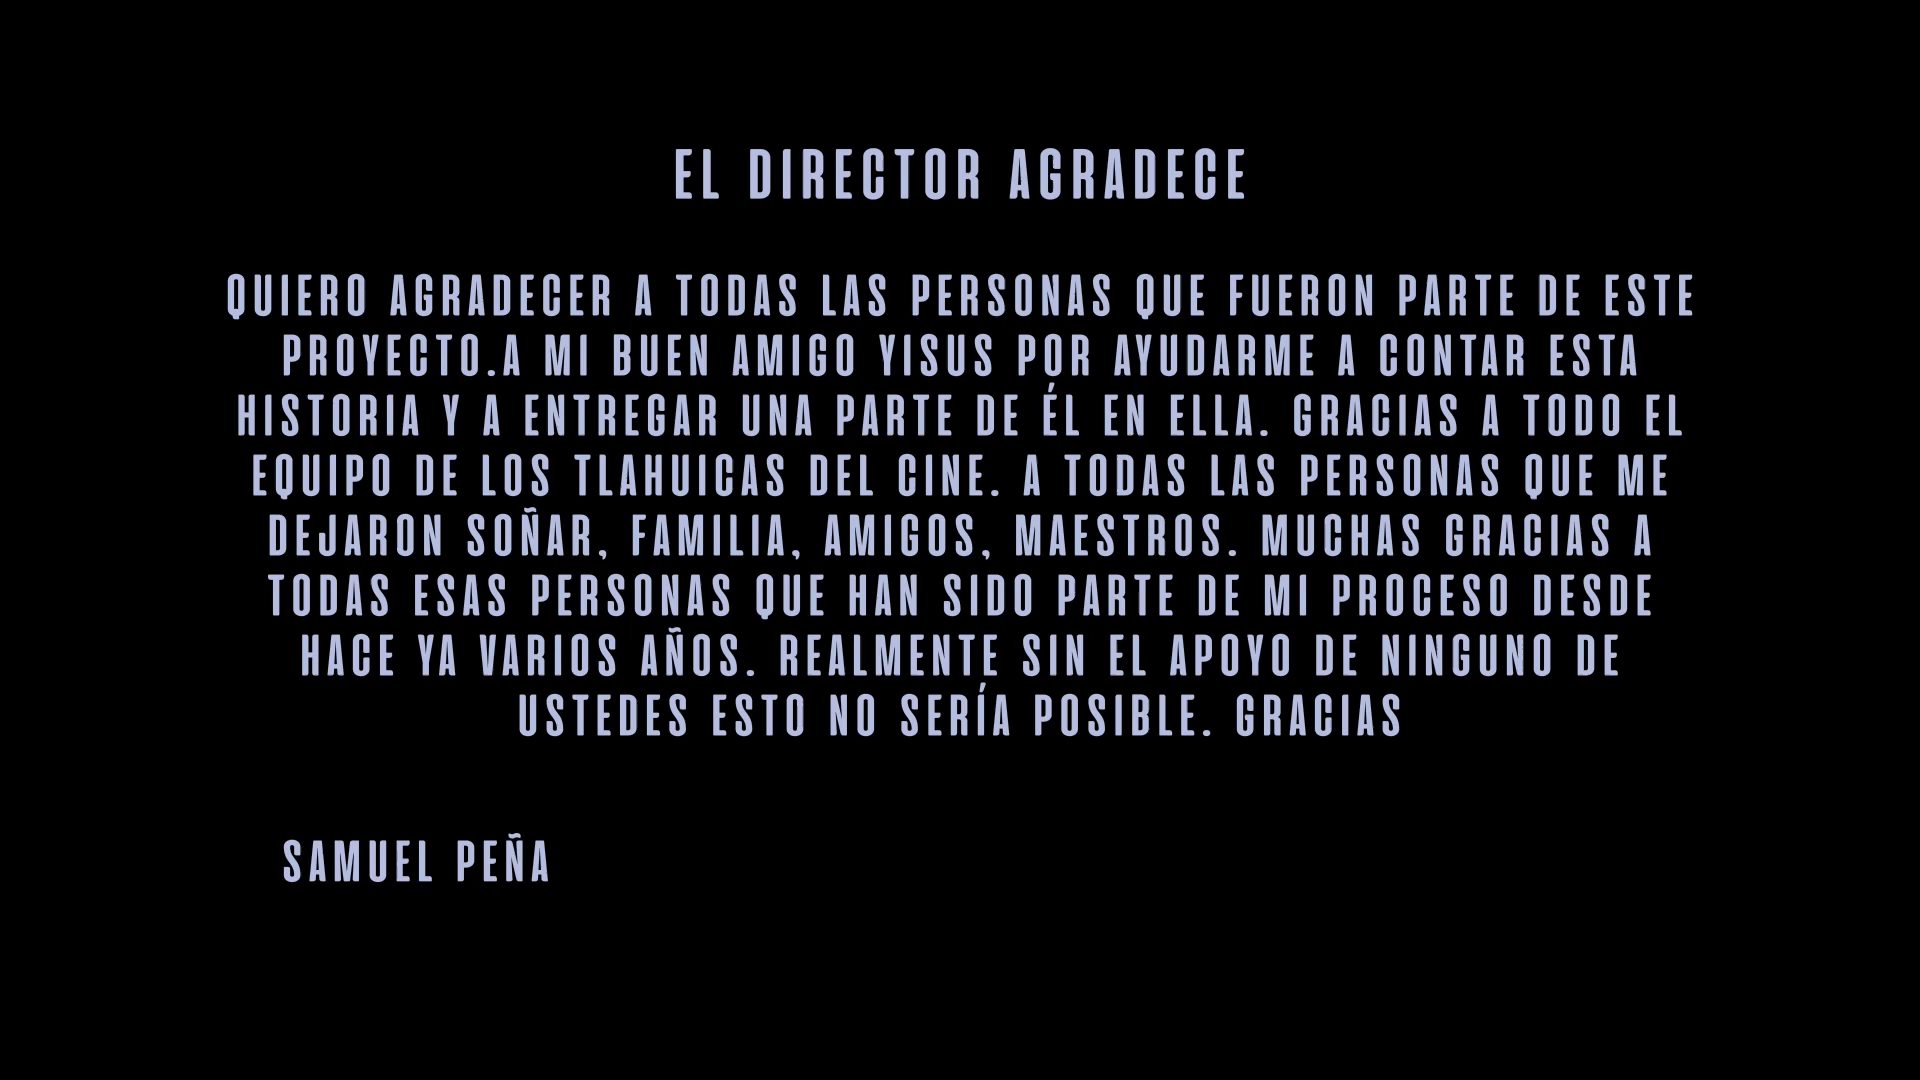 EL DIRECTOR AGRADECE
QUIERO AGRADECER A TODAS LAS PERSONAS QUE FUERON PARTE DE ESTE
PROYECTO.A MI BUEN AMIGO YISUS POR AYUDARME A CONTAR ESTA
HISTORIA Y A ENTREGAR UNA PARTE DE ÉL EN ELLA. GRACIAS A TODO EL
EQUIPO DE LOS TLAHUICAS DEL CINE. A TODAS LAS PERSONAS QUE ME
DEJARON SOÑAR, FAMILIA, AMIGOS, MAESTROS. MUCHAS GRACIAS A
TODAS ESAS PERSONAS QUE HAN SIDO PARTE DE MI PROCESO DESDE
HACE YA VARIOS AÑOS. REALMENTE SIN EL APOYO DE NINGUNO DE
USTEDES ESTO NO SERÍA POSIBLE. GRACIAS
SAMUEL PEÑA